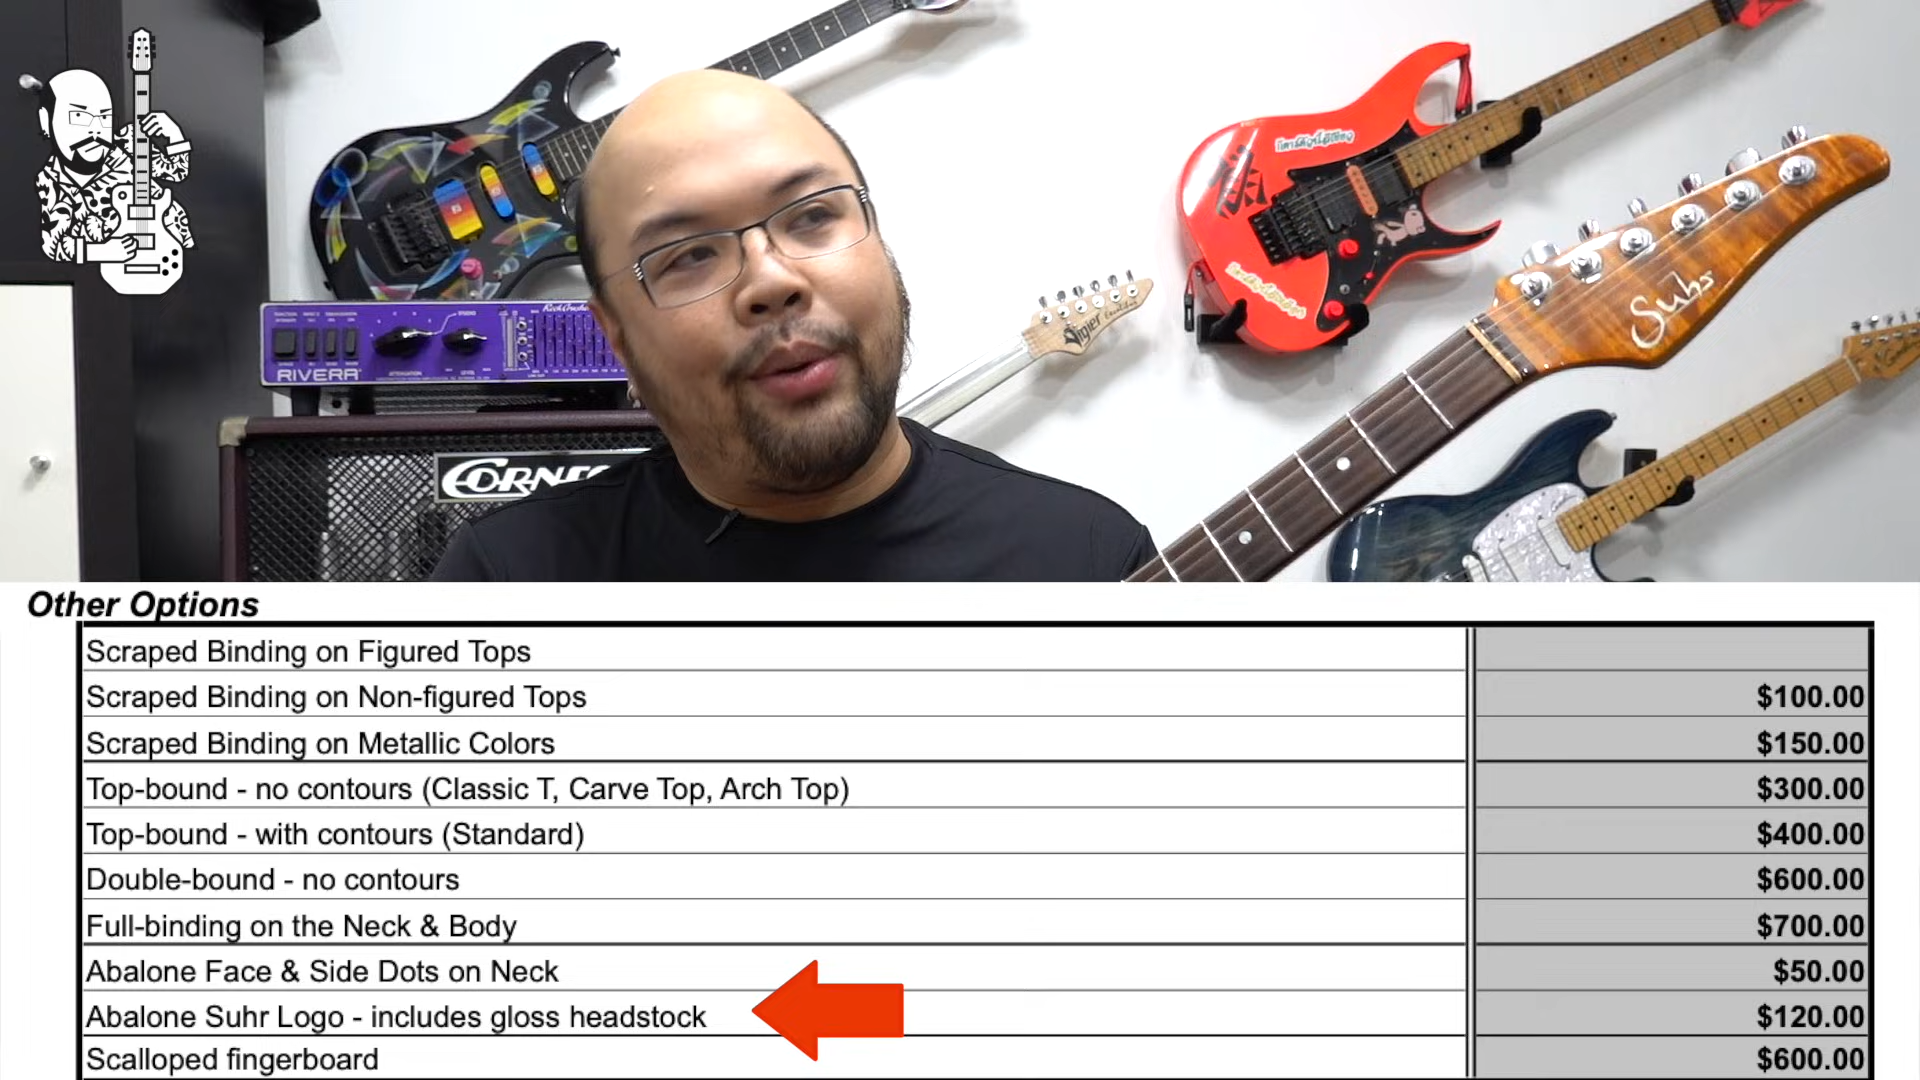 RIVERA
Vigier
Suhr
CORNF
Other Options
Scraped Binding on Figured Tops
Scraped Binding on Non-figured Tops $100.00
Scraped Binding on Metallic Colors $150.00
Top-bound - no contours (Classic T, Carve Top, Arch Top) $300.00
Top-bound - with contours (Standard) $400.00
Double-bound - no contours $600.00
Full-binding on the Neck & Body $700.00
Abalone Face & Side Dots on Neck $50.00
Abalone Suhr Logo - includes gloss headstock $120.00
Scalloped fingerboard $600.00